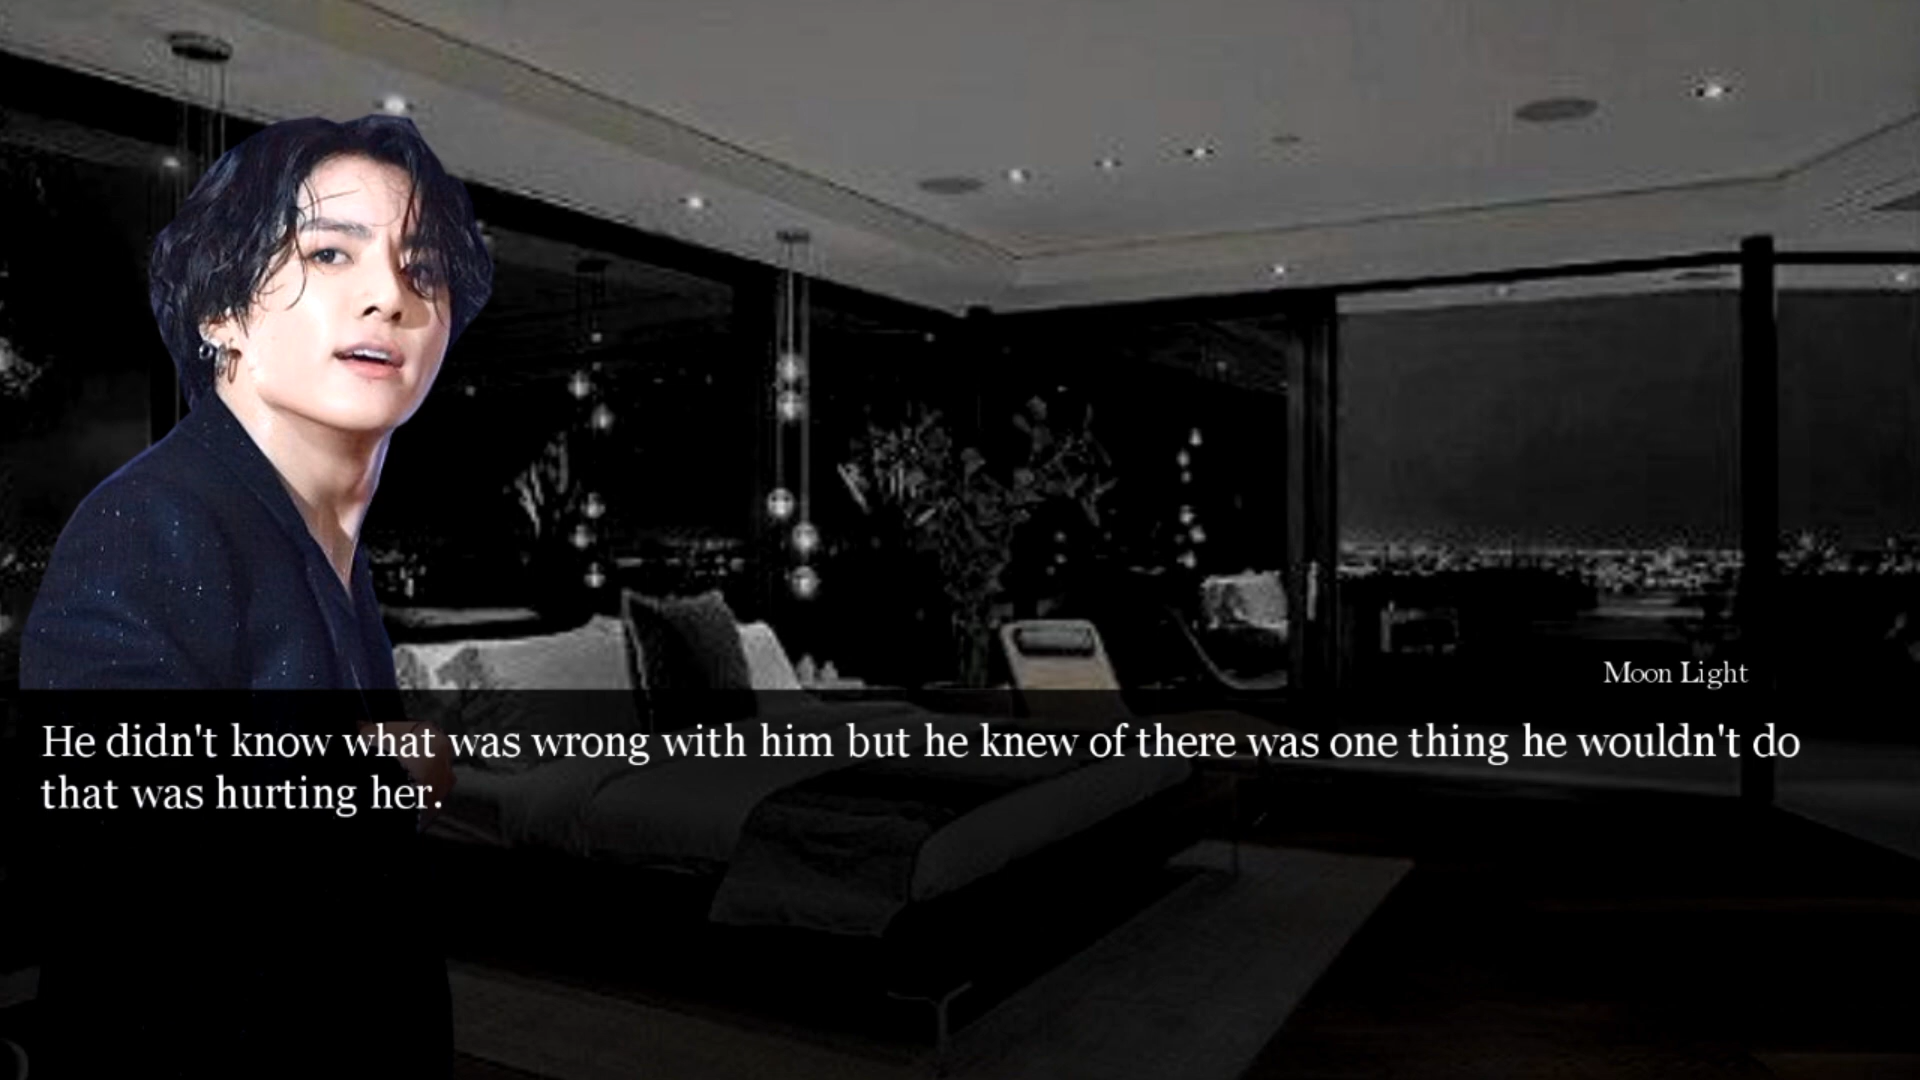 Moon Light
He didn't know what was wrong with him but he knew of there was one thing he wouldn't do
that was hurting her.